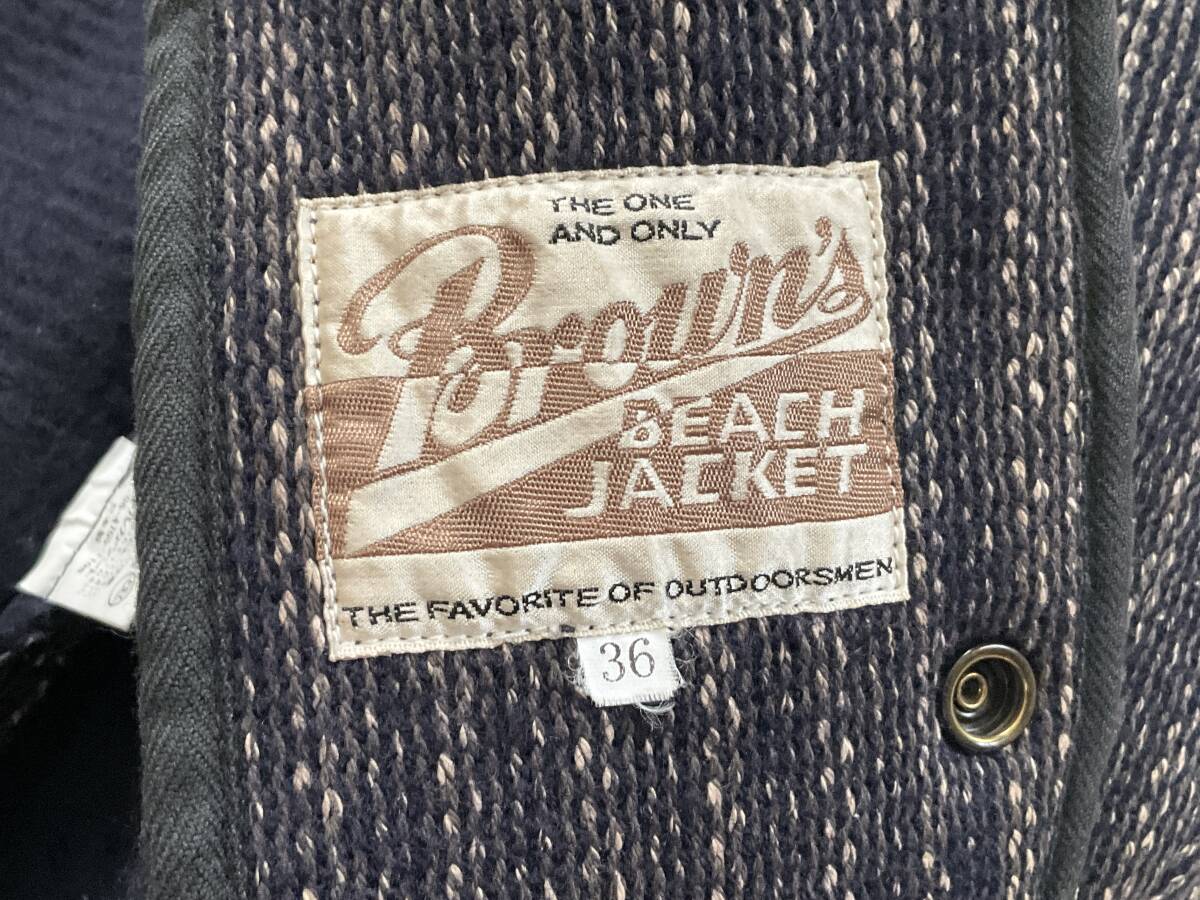 THE ONE
AND ONLY
Brown's
BEACH
JACKET
THE FAVORITE OF OUTDOORSMEN
36